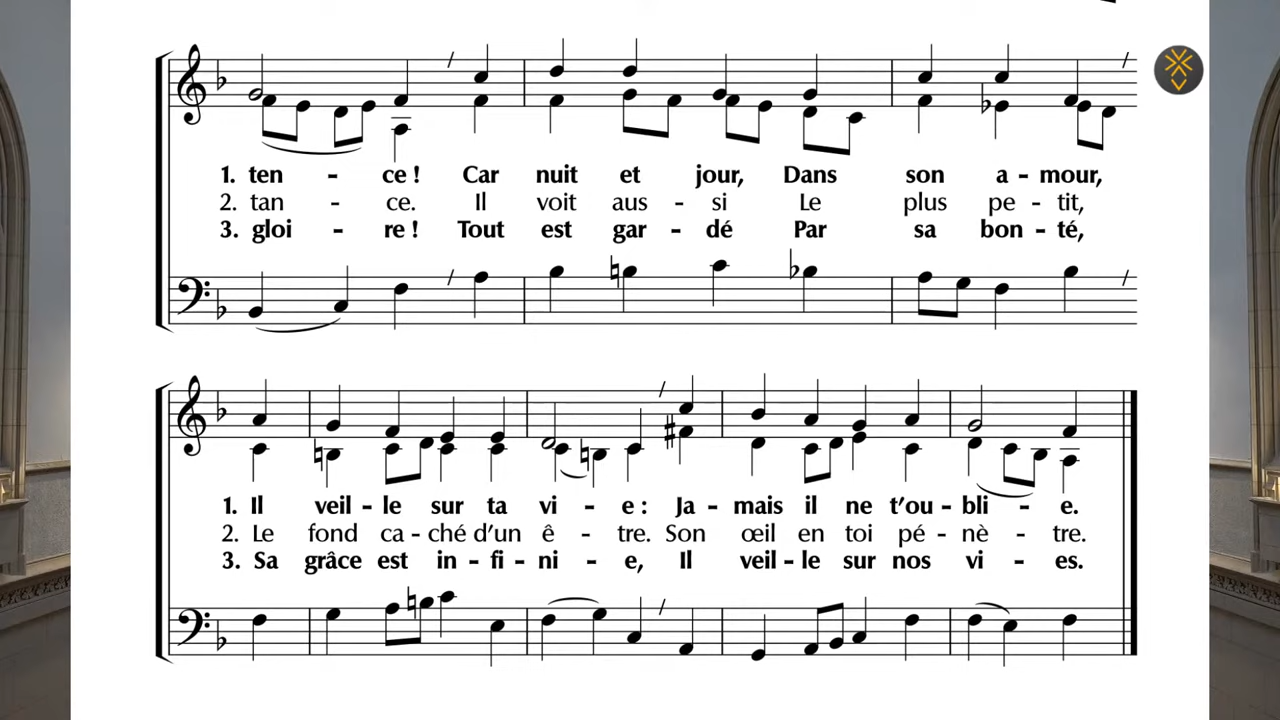 1. ten - ce ! Car nuit et jour, Dans son a - mour,
2. tan - ce. Il voit aus - si Le plus pe - tit,
3. gloi - re ! Tout est gar - dé Par sa bon - té,
1. Il veil - le sur ta vi - e : Ja - mais il ne t’ou - bli - e.
2. Le fond ca - ché d’un ê - tre. Son œil en toi pé - nè - tre.
3. Sa grâce est in - fi - ni - e, Il veil - le sur nos vi - es.